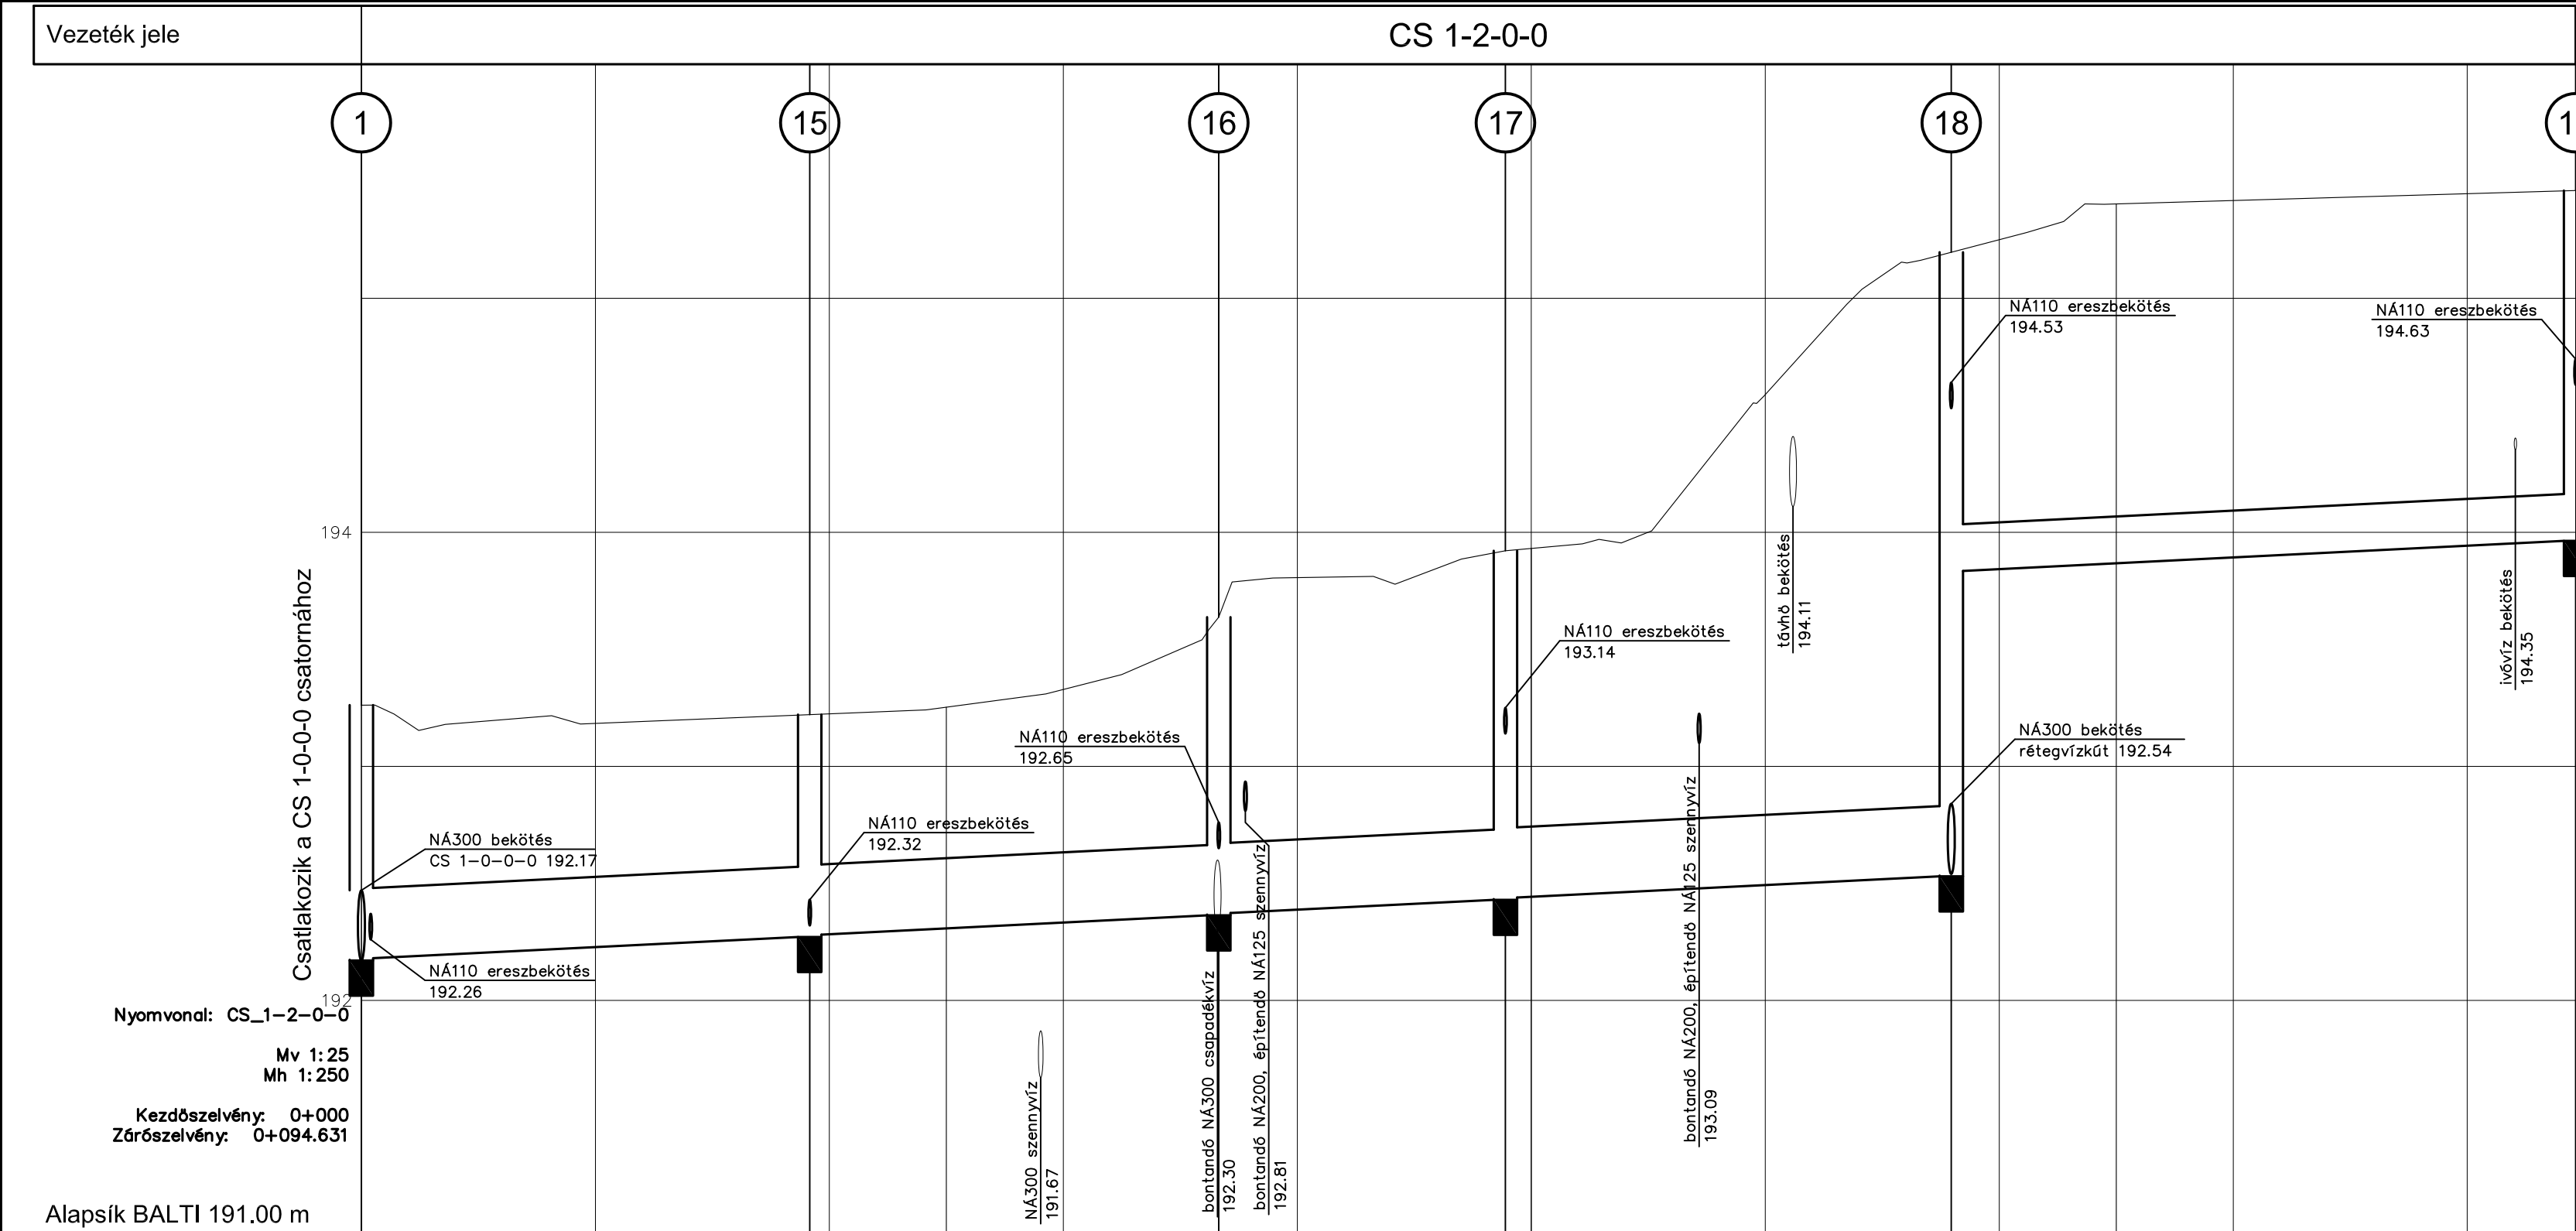 Vezeték jele
CS 1-2-0-0
1
15
16
17
18
1
NÁ110 ereszbekötés
194.53
NÁ110 ereszbekötés
194.63
194
Csatlakozik a CS 1-0-0-0 csatornához
távhő bekötés
194.11
ivóvíz bekötés
194.35
NÁ110 ereszbekötés
193.14
NÁ110 ereszbekötés
192.65
NÁ300 bekötés
rétegvízkút 192.54
NÁ300 bekötés
CS 1-0-0-0 192.17
NÁ110 ereszbekötés
192.32
NÁ110 ereszbekötés
192.26
192
Nyomvonal: CS_1-2-0-0
Mv 1:25
Mh 1:250
Kezdőszelvény: 0+000
Zárószelvény: 0+094.631
NÁ300 szennyvíz
191.67
bontandó NÁ300 csapadékvíz
192.30
bontandó NÁ200, építendő NÁ125 szennyvíz
192.81
bontandó NÁ200, építendő NÁ125 szennyvíz
193.09
Alapsík BALTI 191.00 m